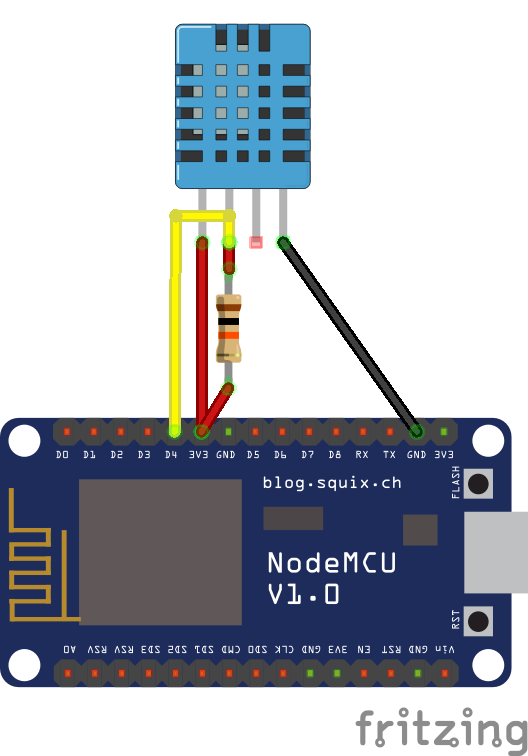 D0 D1 D2 D3 D4 3V3 GND D5 D6 D7 D8 RX TX GND 3V3
blog.squix.ch
FLASH
NodeMCU
V1.0
RST
A0 RSV RSV SD3 SD2 SD1 CMD SD0 CLK GND 3V3 EN RST GND Vin
fritzing